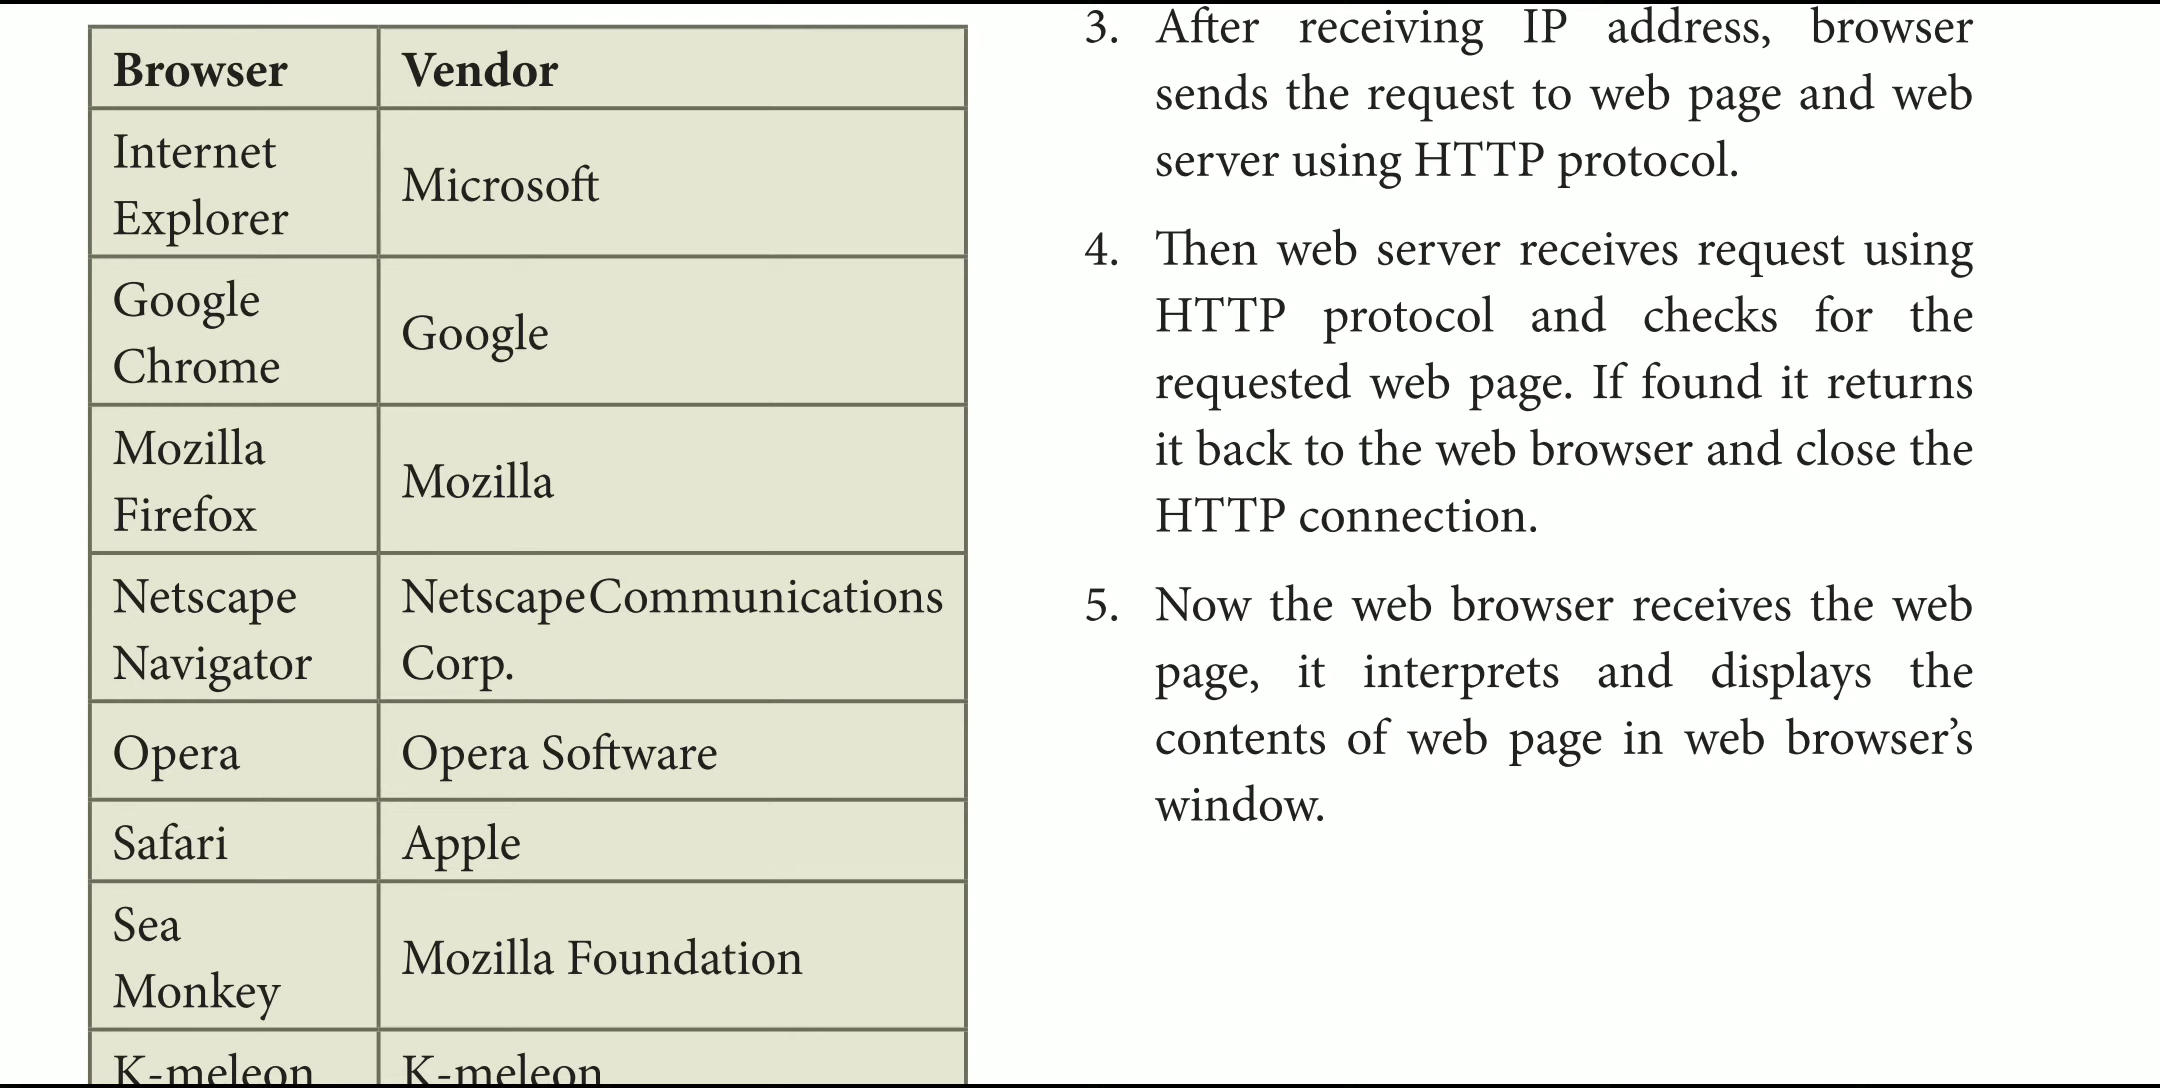 Browser Vendor
Internet
Explorer
Microsoft
Google
Chrome
Google
Mozilla
Firefox
Mozilla
Netscape
Navigator
Netscape Communications
Corp.
Opera Opera Software
Safari Apple
Sea
Monkey
Mozilla Foundation
K-meleon K-meleon
3. After receiving IP address, browser
sends the request to web page and web
server using HTTP protocol.
4. Then web server receives request using
HTTP protocol and checks for the
requested web page. If found it returns
it back to the web browser and close the
HTTP connection.
5. Now the web browser receives the web
page, it interprets and displays the
contents of web page in web browser’s
window.